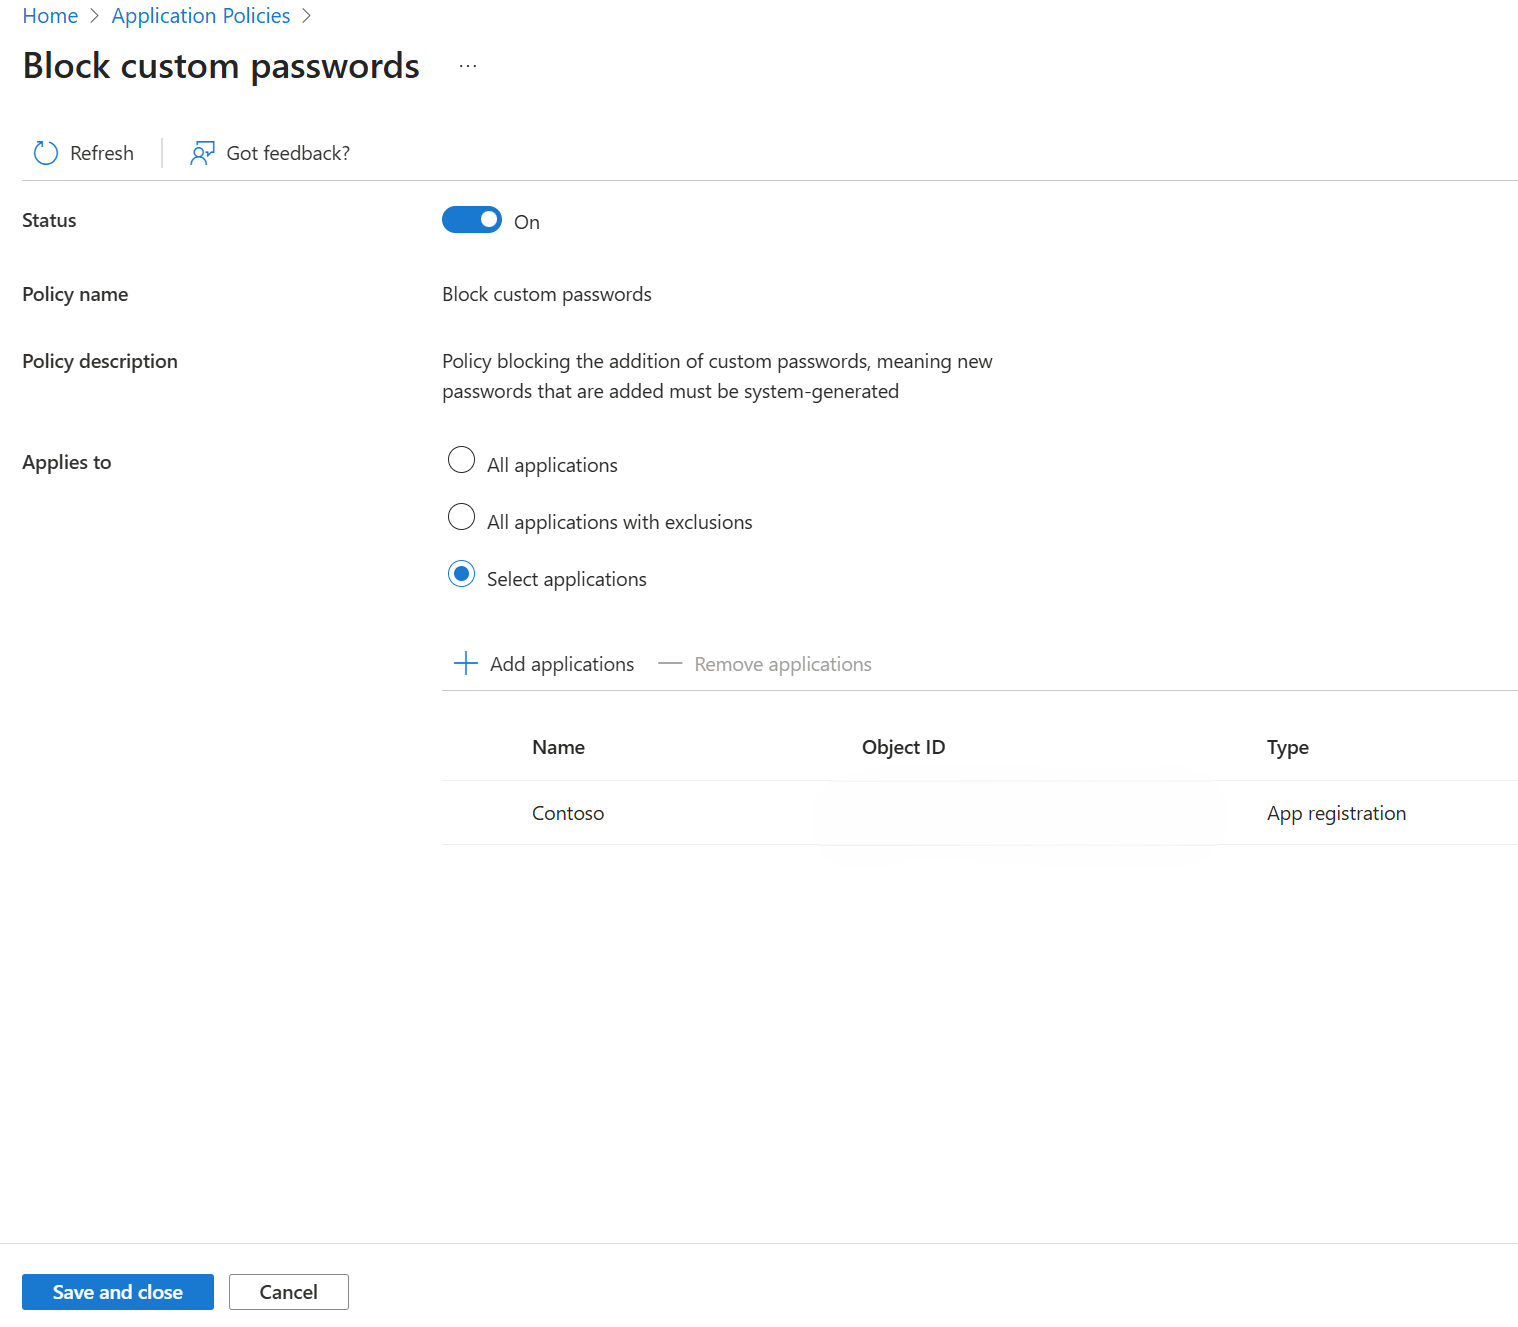 Home > Application Policies >
Block custom passwords ...
Refresh Got feedback?
Status On
Policy name Block custom passwords
Policy description Policy blocking the addition of custom passwords, meaning new
passwords that are added must be system-generated
Applies to All applications
All applications with exclusions
Select applications
Add applications Remove applications
Name Object ID Type
Contoso App registration
Save and close Cancel